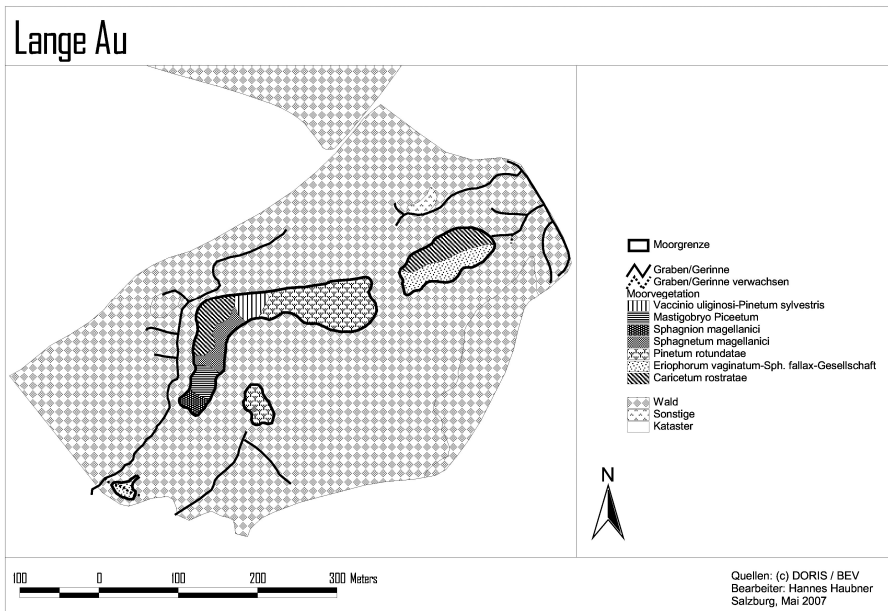 Lange Au
Moorgrenze
Graben/Gerinne
Graben/Gerinne verwachsen
Moorvegetation
Vaccinio uliginosi-Pinetum sylvestris
Mastigobryo Piceetum
Sphagnion magellanici
Sphagnetum magellanici
Pinetum rotundatae
Eriophorum vaginatum-Sph. fallax-Gesellschaft
Caricetum rostratae
Wald
Sonstige
Kataster
N
100 0 100 200 300 Meters
Quellen: (c) DORIS / BEV
Bearbeiter: Hannes Haubner
Salzburg, Mai 2007